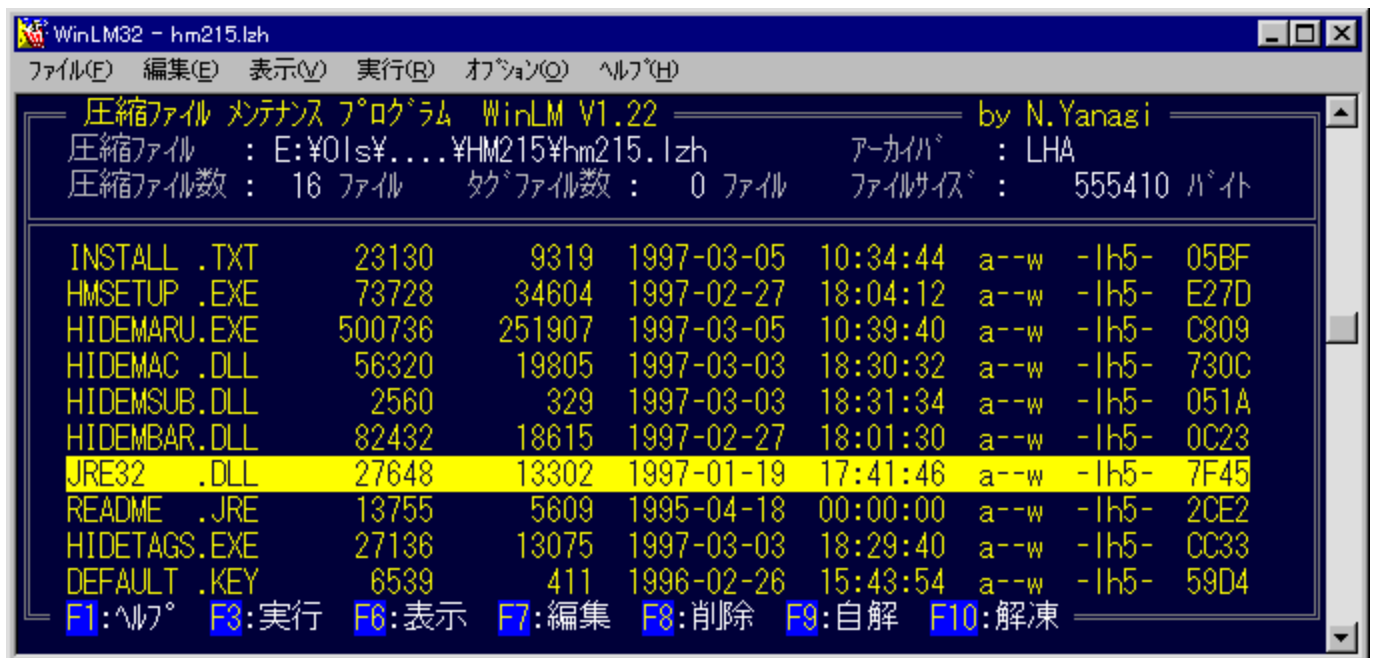 WinLM32 - hm215.lzh
ﾌｧｲﾙ(F) 編集(E) 表示(V) 実行(R) ｵﾌﾟｼｮﾝ(O) ﾍﾙﾌﾟ(H)
圧縮ﾌｧｲﾙ ﾒﾝﾃﾅﾝｽ ﾌﾟﾛｸﾞﾗﾑ WinLM V1.22 by N.Yanagi
圧縮ﾌｧｲﾙ : E:¥Ols¥....¥HM215¥hm215.lzh ｱｰｶｲﾊﾞ : LHA
圧縮ﾌｧｲﾙ数 : 16 ﾌｧｲﾙ ﾀｸﾞﾌｧｲﾙ数 : 0 ﾌｧｲﾙ ﾌｧｲﾙｻｲｽﾞ : 555410 ﾊﾞｲﾄ
INSTALL .TXT 23130 9319 1997-03-05 10:34:44 a--w -lh5- 05BF
HMSETUP .EXE 73728 34604 1997-02-27 18:04:12 a--w -lh5- E27D
HIDEMARU.EXE 500736 251907 1997-03-05 10:39:40 a--w -lh5- C809
HIDEMAC .DLL 56320 19805 1997-03-03 18:30:32 a--w -lh5- 730C
HIDEMSUB.DLL 2560 329 1997-03-03 18:31:34 a--w -lh5- 051A
HIDEMBAR.DLL 82432 18615 1997-02-27 18:01:30 a--w -lh5- 0C23
JRE32 .DLL 27648 13302 1997-01-19 17:41:46 a--w -lh5- 7F45
README .JRE 13755 5609 1995-04-18 00:00:00 a--w -lh5- 2CE2
HIDETAGS.EXE 27136 13075 1997-03-03 18:29:40 a--w -lh5- CC33
DEFAULT .KEY 6539 411 1996-02-26 15:43:54 a--w -lh5- 59D4
F1:ﾍﾙﾌﾟ F3:実行 F6:表示 F7:編集 F8:削除 F9:自解 F10:解凍